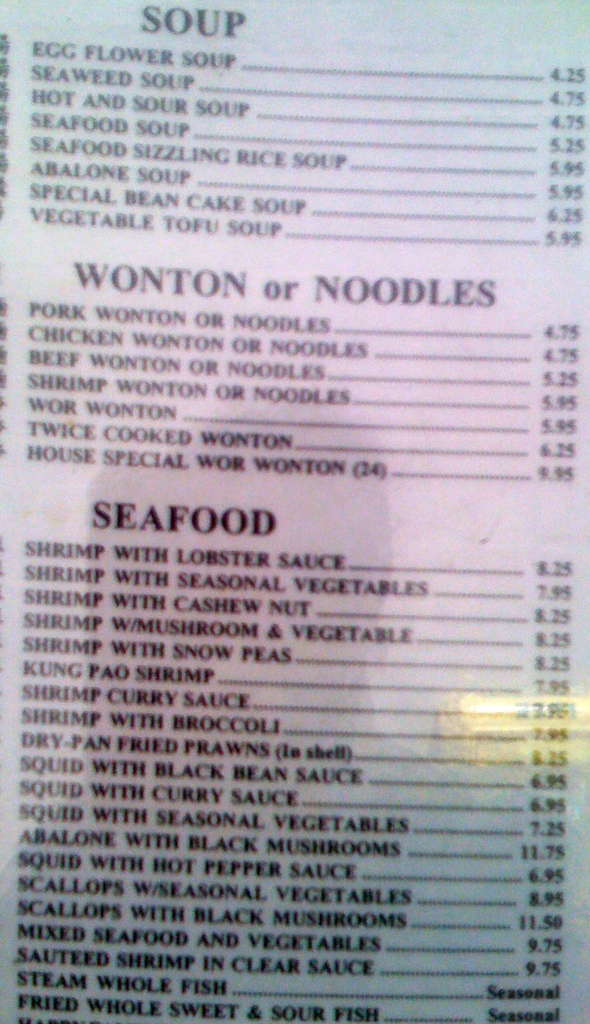 SOUP
EGG FLOWER SOUP 4.25
SEAWEED SOUP 4.75
HOT AND SOUR SOUP 4.75
SEAFOOD SOUP 5.25
SEAFOOD SIZZLING RICE SOUP 5.95
ABALONE SOUP 5.95
SPECIAL BEAN CAKE SOUP 6.25
VEGETABLE TOFU SOUP 5.95
WONTON or NOODLES
PORK WONTON OR NOODLES 4.75
CHICKEN WONTON OR NOODLES 4.75
BEEF WONTON OR NOODLES 5.25
SHRIMP WONTON OR NOODLES 5.95
WOR WONTON 5.95
TWICE COOKED WONTON 6.25
HOUSE SPECIAL WOR WONTON (24) 9.95
SEAFOOD
SHRIMP WITH LOBSTER SAUCE 8.25
SHRIMP WITH SEASONAL VEGETABLES 7.95
SHRIMP WITH CASHEW NUT 8.25
SHRIMP W/MUSHROOM & VEGETABLE 8.25
SHRIMP WITH SNOW PEAS 8.25
KUNG PAO SHRIMP 7.95
SHRIMP CURRY SAUCE 7.95
SHRIMP WITH BROCCOLI 7.95
DRY-PAN FRIED PRAWNS (In shell) 8.25
SQUID WITH BLACK BEAN SAUCE 6.95
SQUID WITH CURRY SAUCE 6.95
SQUID WITH SEASONAL VEGETABLES 7.25
ABALONE WITH BLACK MUSHROOMS 11.75
SQUID WITH HOT PEPPER SAUCE 6.95
SCALLOPS W/SEASONAL VEGETABLES 8.95
SCALLOPS WITH BLACK MUSHROOMS 11.50
MIXED SEAFOOD AND VEGETABLES 9.75
SAUTEED SHRIMP IN CLEAR SAUCE 9.75
STEAM WHOLE FISH Seasonal
FRIED WHOLE SWEET & SOUR FISH Seasonal